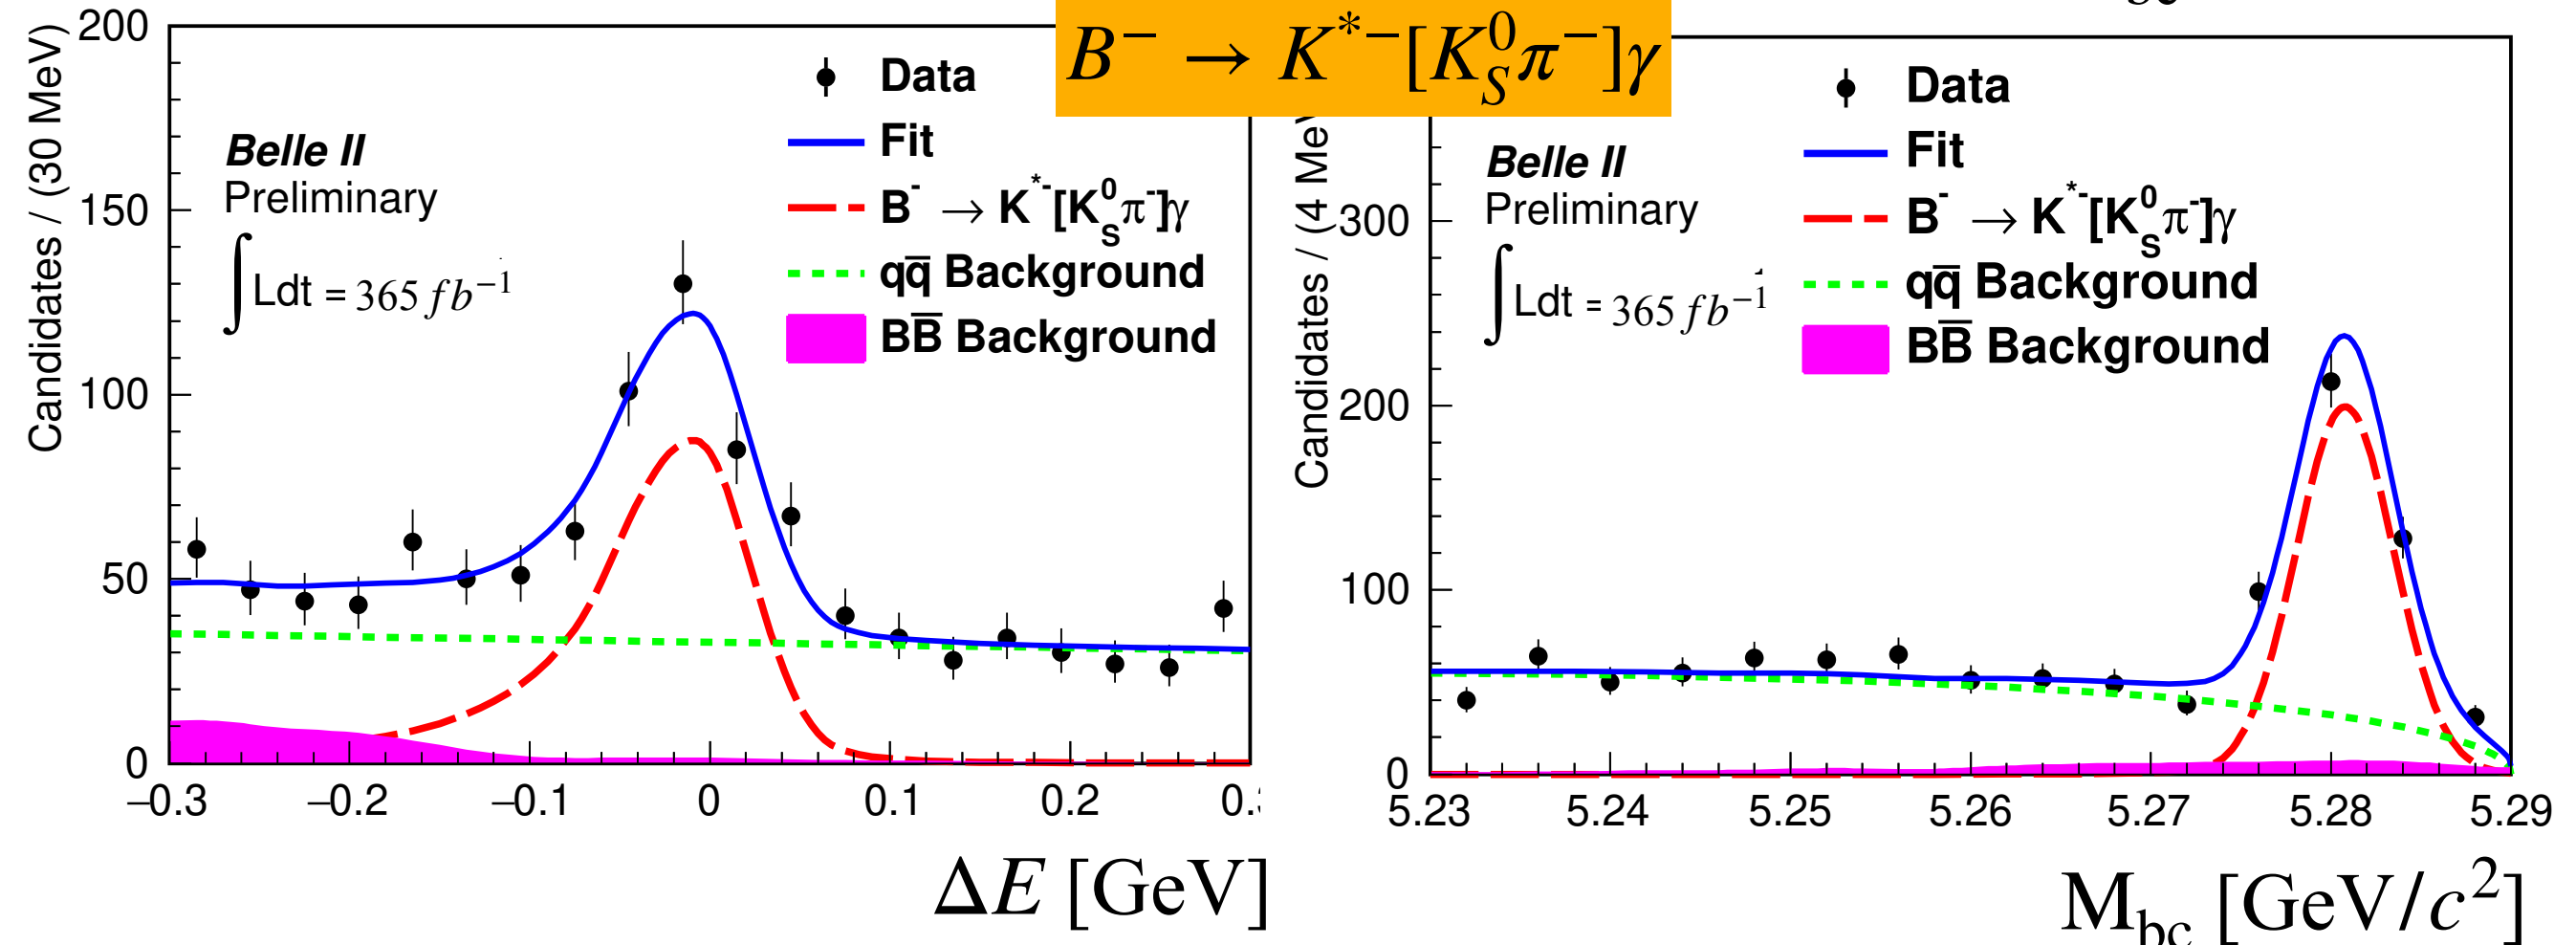 B⁻ → K*⁻[K⁰_Sπ⁻]γ
Candidates / (30 MeV)
200
150
100
50
0
Belle II
Preliminary
∫Ldt = 365 fb⁻¹
Data
Fit
B⁻ → K*⁻[K⁰_Sπ⁻]γ
qq̅ Background
BB̅ Background
−0.3
−0.2
−0.1
0
0.1
0.2
ΔE [GeV]
Candidates / (4 MeV
300
200
100
0
Belle II
Preliminary
∫Ldt = 365 fb⁻¹
Data
Fit
B⁻ → K*⁻[K⁰_Sπ⁻]γ
qq̅ Background
BB̅ Background
5.23
5.24
5.25
5.26
5.27
5.28
5.29
M_bc [GeV/c²]